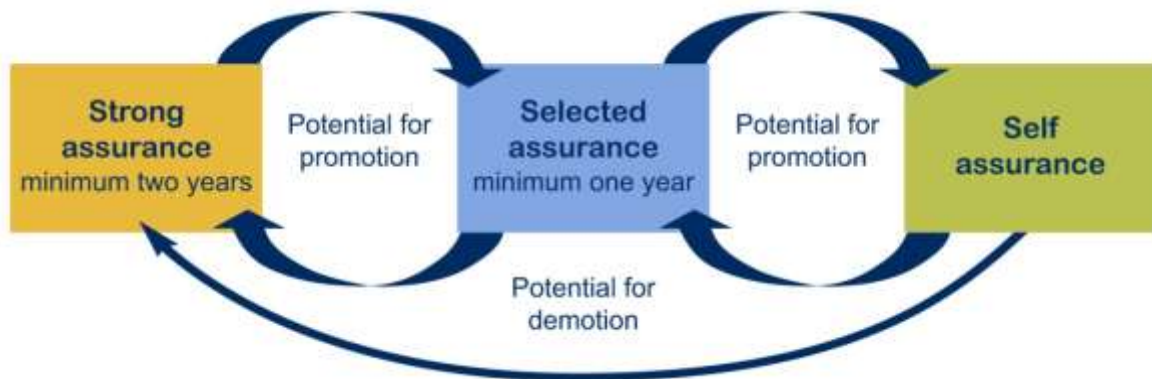 Strong
assurance
minimum two years
Potential for
promotion
Selected
assurance
minimum one year
Potential for
promotion
Self
assurance
Potential for
demotion